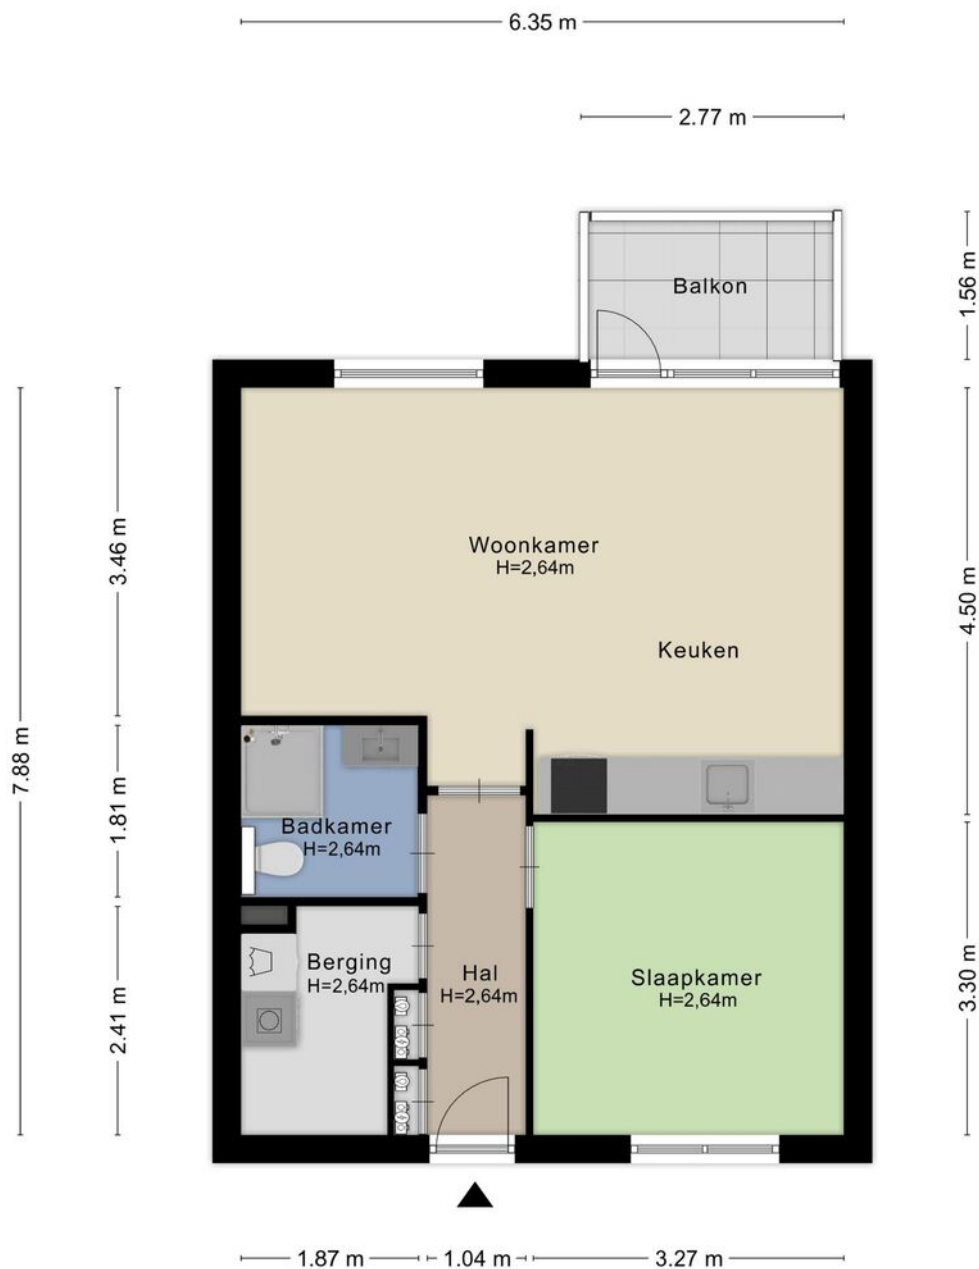 6.35 m
2.77 m
Balkon
1.56 m
Woonkamer
H=2,64m
Keuken
3.46 m
4.50 m
7.88 m
Badkamer
H=2,64m
1.81 m
Berging
H=2,64m
Hal
H=2,64m
Slaapkamer
H=2,64m
2.41 m
3.30 m
1.87 m
1.04 m
3.27 m